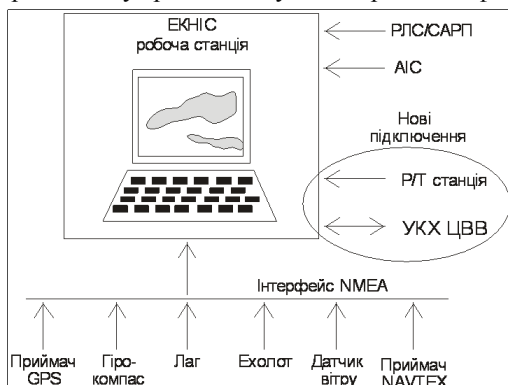 ЕКНІС
робоча станція
РЛС/САРП
АІС
Нові
підключення
Р/Т станція
УКХ ЦВВ
Інтерфейс NMEA
Приймач
GPS
Гіро-
компас
Лаг
Ехолот
Датчик
вітру
Приймач
NAVTEX